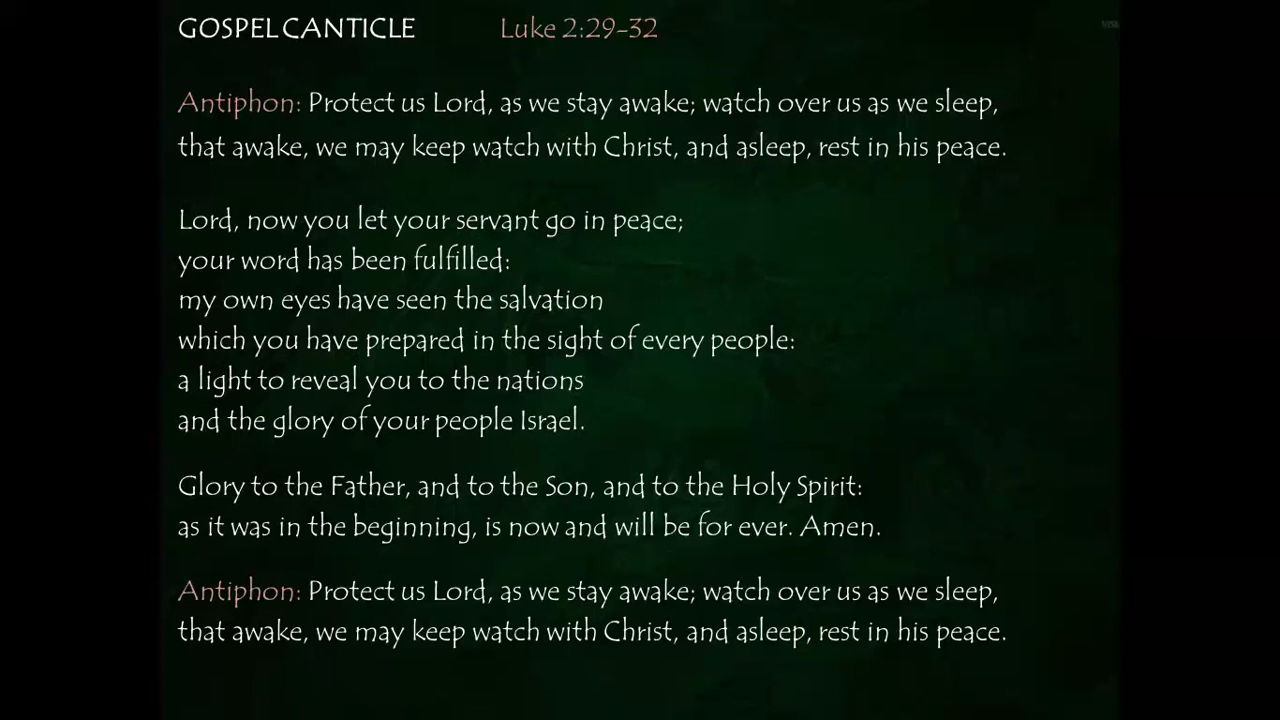 GOSPEL CANTICLE Luke 2:29-32
Antiphon: Protect us Lord, as we stay awake; watch over us as we sleep,
that awake, we may keep watch with Christ, and asleep, rest in his peace.
Lord, now you let your servant go in peace;
your word has been fulfilled:
my own eyes have seen the salvation
which you have prepared in the sight of every people:
a light to reveal you to the nations
and the glory of your people Israel.
Glory to the Father, and to the Son, and to the Holy Spirit:
as it was in the beginning, is now and will be for ever. Amen.
Antiphon: Protect us Lord, as we stay awake; watch over us as we sleep,
that awake, we may keep watch with Christ, and asleep, rest in his peace.